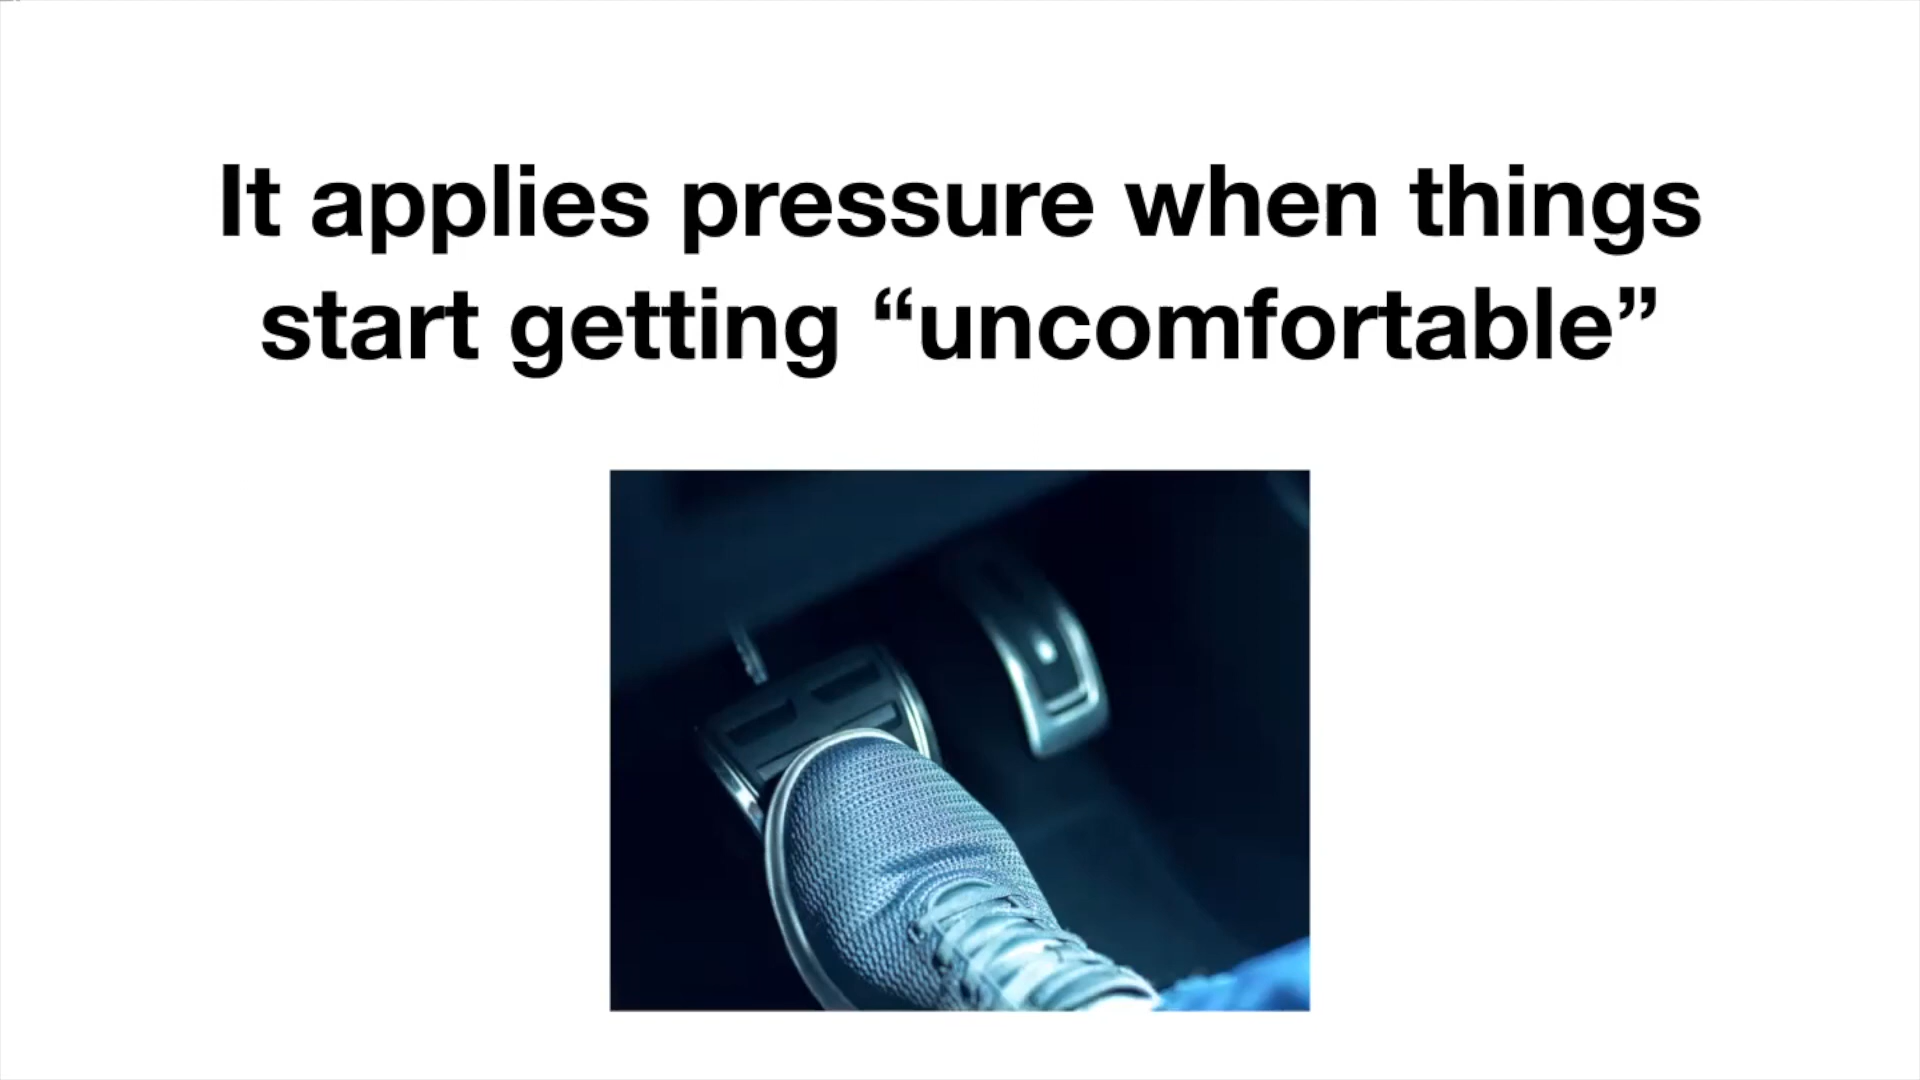 It applies pressure when things
start getting “uncomfortable”